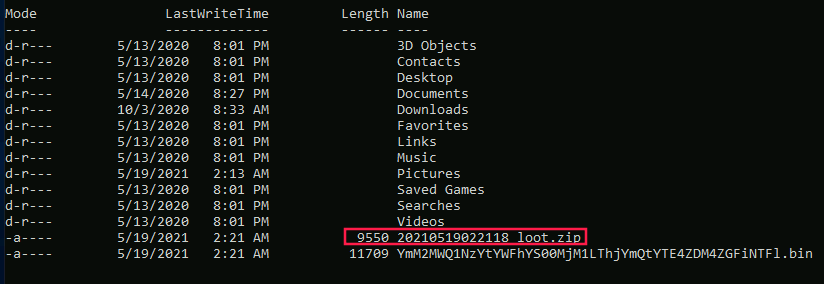 Mode LastWriteTime Length Name
---- ------------- ------ ----
d-r--- 5/13/2020 8:01 PM 3D Objects
d-r--- 5/13/2020 8:01 PM Contacts
d-r--- 5/13/2020 8:01 PM Desktop
d-r--- 5/14/2020 8:27 PM Documents
d-r--- 10/3/2020 8:33 AM Downloads
d-r--- 5/13/2020 8:01 PM Favorites
d-r--- 5/13/2020 8:01 PM Links
d-r--- 5/13/2020 8:01 PM Music
d-r--- 5/19/2021 2:13 AM Pictures
d-r--- 5/13/2020 8:01 PM Saved Games
d-r--- 5/13/2020 8:01 PM Searches
d-r--- 5/13/2020 8:01 PM Videos
-a---- 5/19/2021 2:21 AM 9550 20210519022118_loot.zip
-a---- 5/19/2021 2:21 AM 11709 YmM2MWQ1NzYtYWFhYS00MjM1LThjYmQtYTE4ZDM4ZGFiNTFl.bin